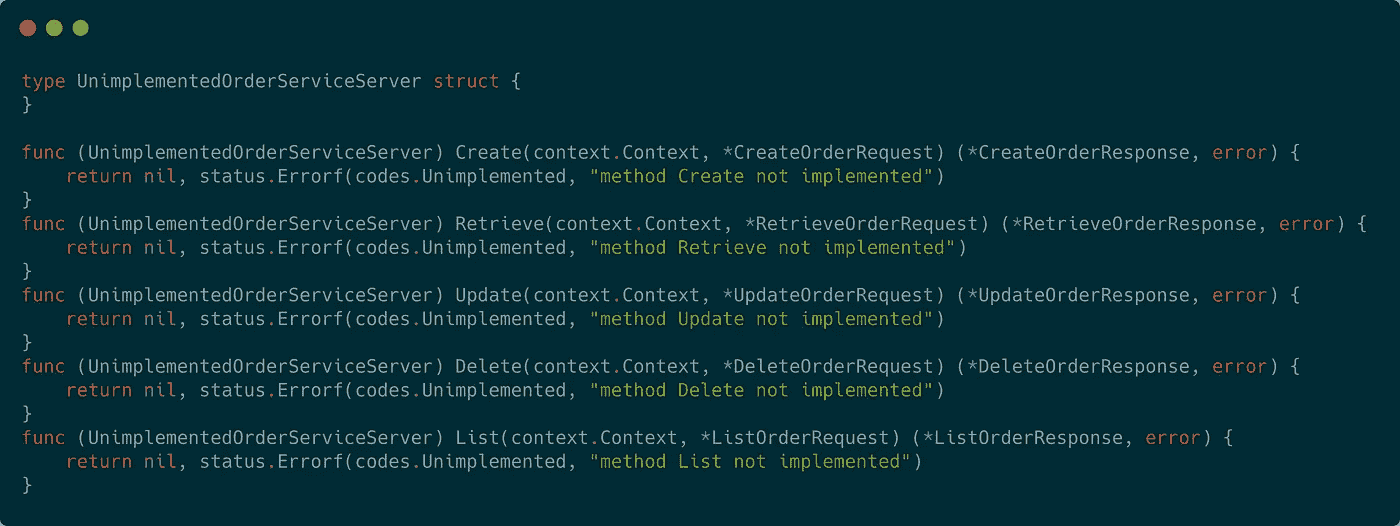 type UnimplementedOrderServiceServer struct {
}

func (UnimplementedOrderServiceServer) Create(context.Context, *CreateOrderRequest) (*CreateOrderResponse, error) {
    return nil, status.Errorf(codes.Unimplemented, "method Create not implemented")
}
func (UnimplementedOrderServiceServer) Retrieve(context.Context, *RetrieveOrderRequest) (*RetrieveOrderResponse, error) {
    return nil, status.Errorf(codes.Unimplemented, "method Retrieve not implemented")
}
func (UnimplementedOrderServiceServer) Update(context.Context, *UpdateOrderRequest) (*UpdateOrderResponse, error) {
    return nil, status.Errorf(codes.Unimplemented, "method Update not implemented")
}
func (UnimplementedOrderServiceServer) Delete(context.Context, *DeleteOrderRequest) (*DeleteOrderResponse, error) {
    return nil, status.Errorf(codes.Unimplemented, "method Delete not implemented")
}
func (UnimplementedOrderServiceServer) List(context.Context, *ListOrderRequest) (*ListOrderResponse, error) {
    return nil, status.Errorf(codes.Unimplemented, "method List not implemented")
}